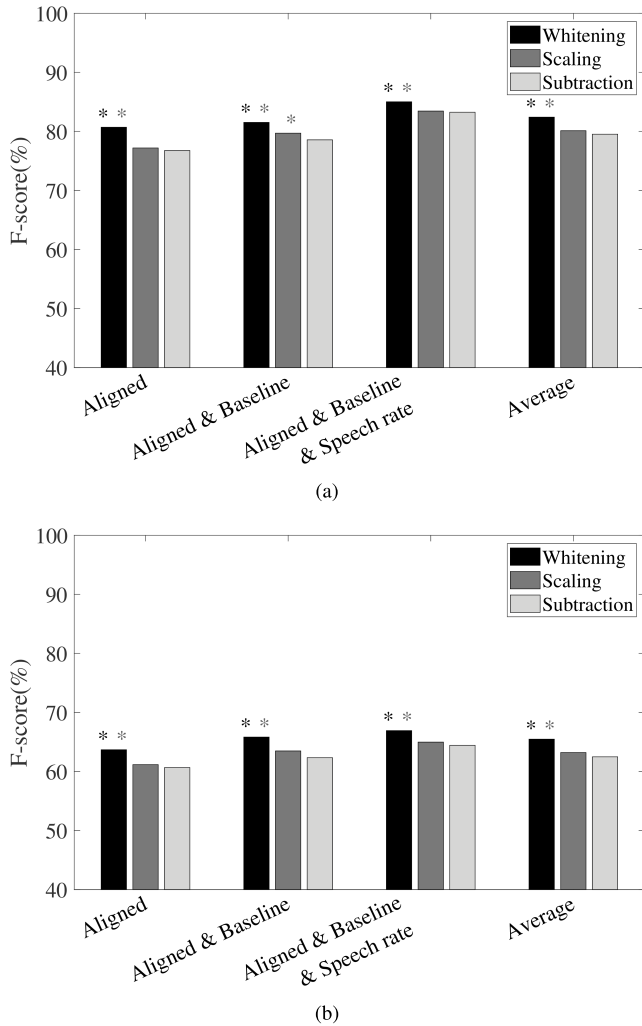 100
90
80
70
60
50
40
F-score(%)
Whitening
Scaling
Subtraction
* *
* * *
* *
* *
Aligned
Aligned & Baseline
Aligned & Baseline
& Speech rate
Average
(a)
100
90
80
70
60
50
40
F-score(%)
Whitening
Scaling
Subtraction
* *
* *
* *
* *
Aligned
Aligned & Baseline
Aligned & Baseline
& Speech rate
Average
(b)